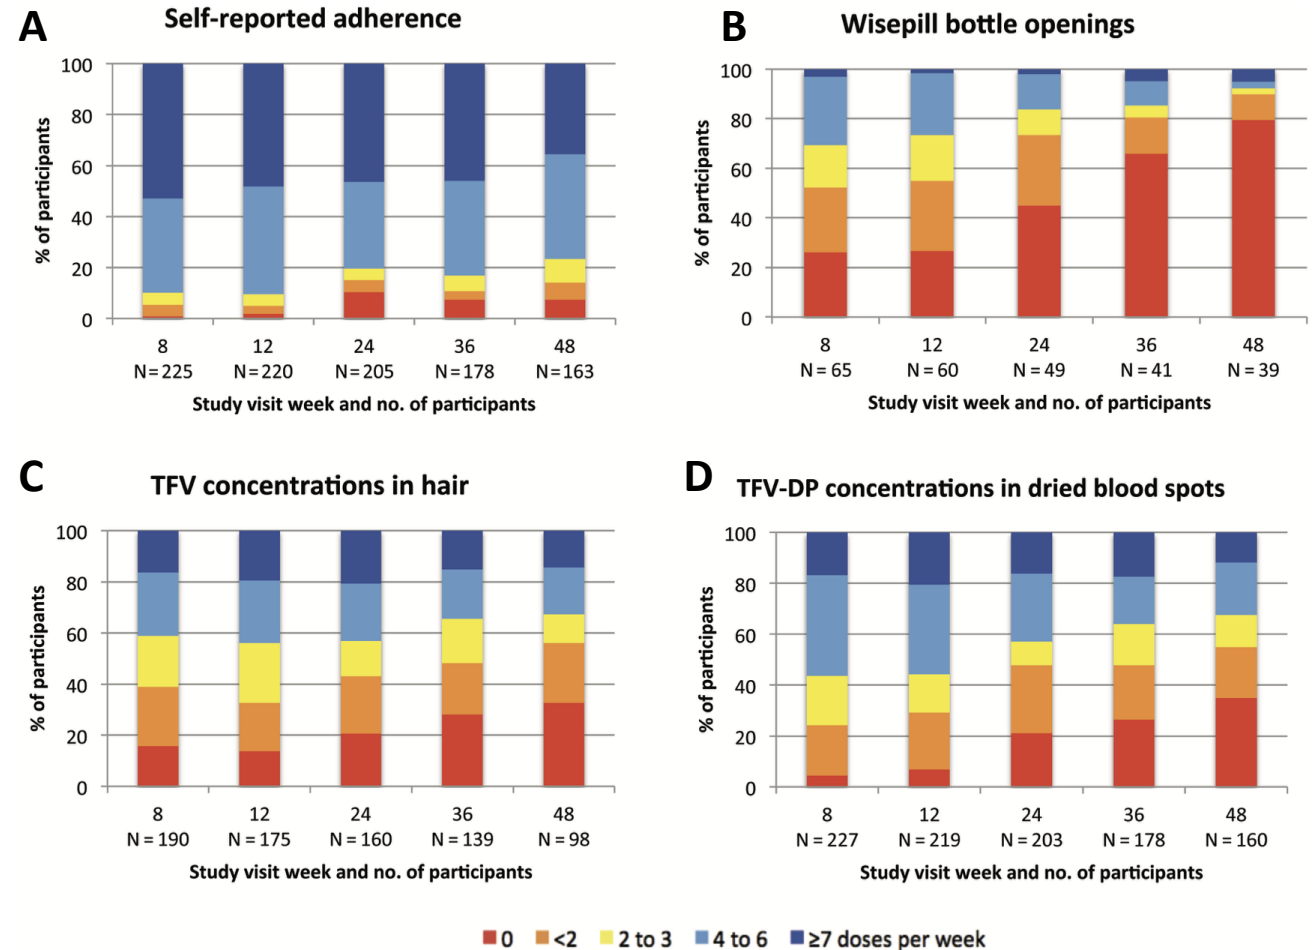 A
Self-reported adherence
% of participants
100
80
60
40
20
0
8 12 24 36 48
N=225 N=220 N=205 N=178 N=163
Study visit week and no. of participants
B
Wisepill bottle openings
% of participants
100
80
60
40
20
0
8 12 24 36 48
N = 65 N = 60 N = 49 N = 41 N = 39
Study visit week and no. of participants
C
TFV concentrations in hair
% of participants
100
80
60
40
20
0
8 12 24 36 48
N = 190 N = 175 N = 160 N = 139 N = 98
Study visit week and no. of participants
D
TFV-DP concentrations in dried blood spots
% of participants
100
80
60
40
20
0
8 12 24 36 48
N = 227 N = 219 N = 203 N = 178 N = 160
Study visit week and no. of participants
0 <2 2 to 3 4 to 6 ≥7 doses per week